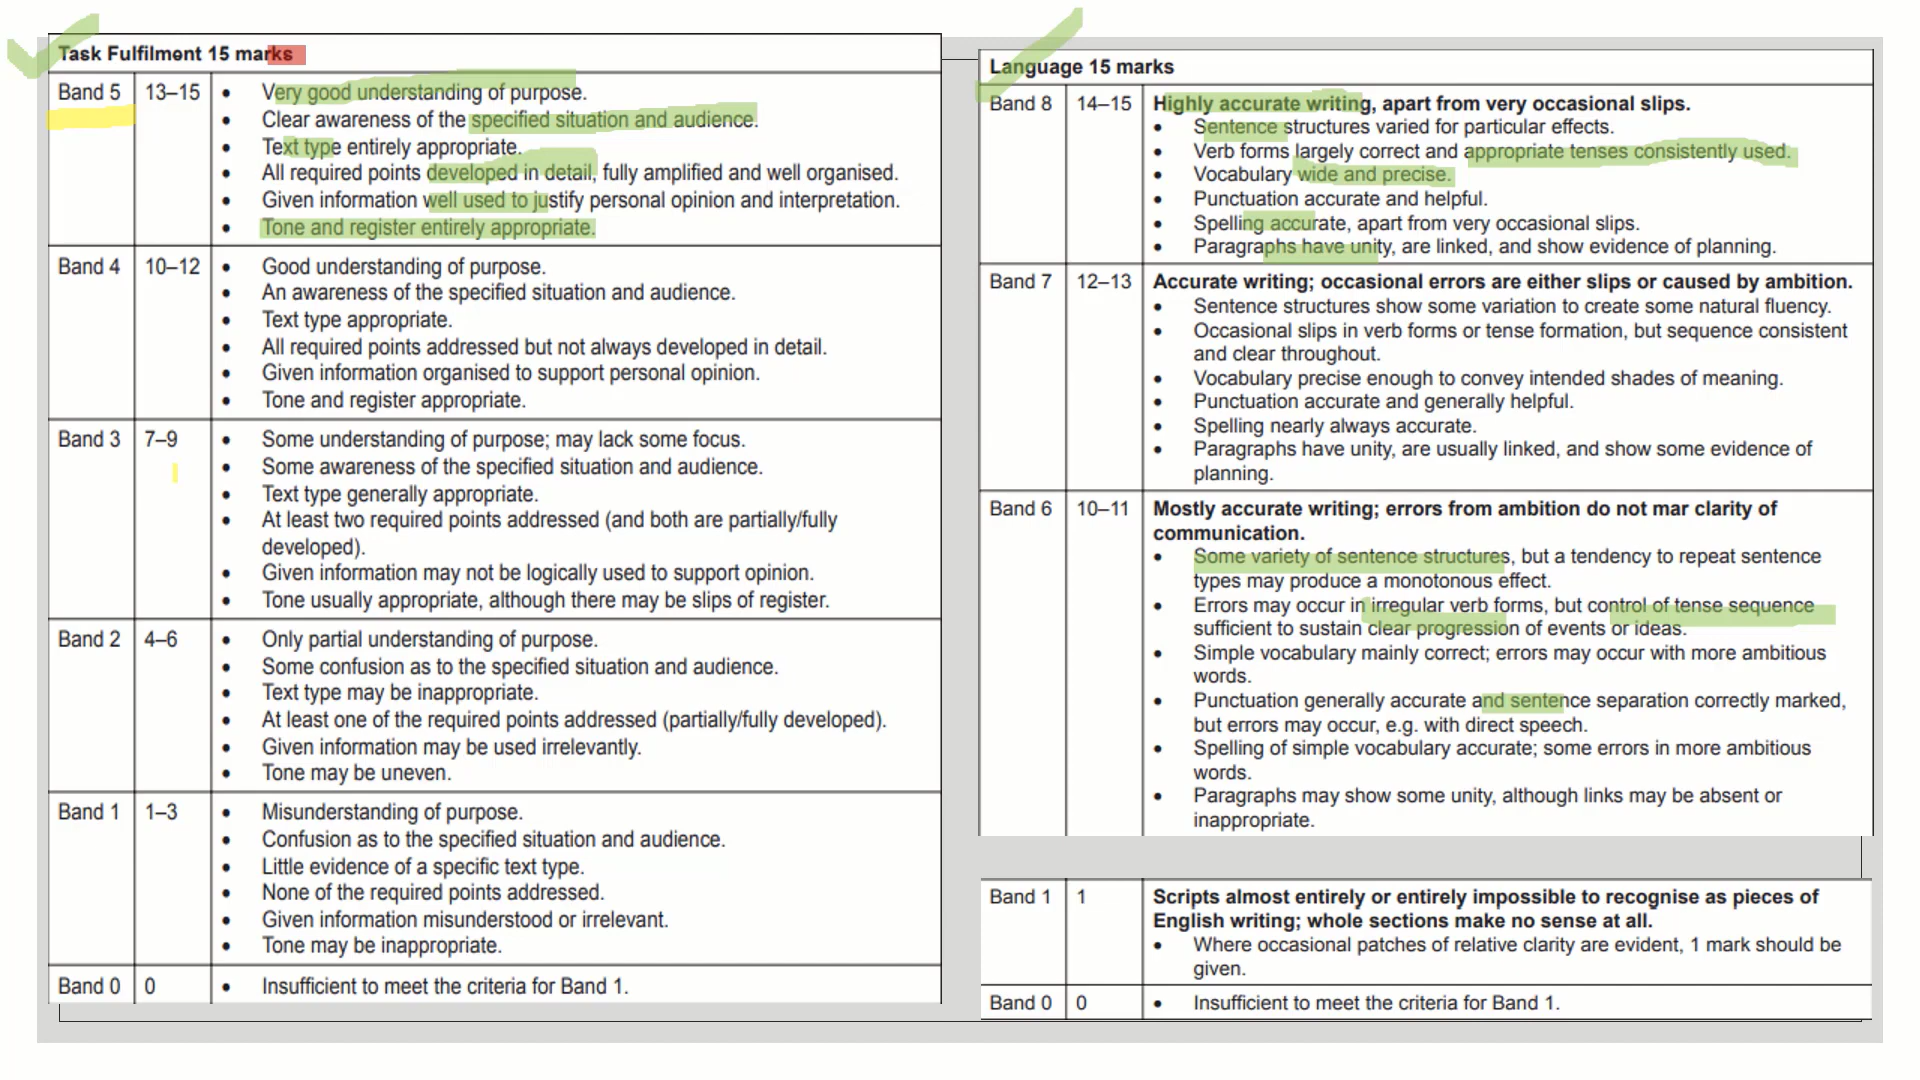 Task Fulfilment 15 marks
Band 5 13–15
• Very good understanding of purpose.
• Clear awareness of the specified situation and audience.
• Text type entirely appropriate.
• All required points developed in detail, fully amplified and well organised.
• Given information well used to justify personal opinion and interpretation.
• Tone and register entirely appropriate.
Band 4 10–12
• Good understanding of purpose.
• An awareness of the specified situation and audience.
• Text type appropriate.
• All required points addressed but not always developed in detail.
• Given information organised to support personal opinion.
• Tone and register appropriate.
Band 3 7–9
• Some understanding of purpose; may lack some focus.
• Some awareness of the specified situation and audience.
• Text type generally appropriate.
• At least two required points addressed (and both are partially/fully
developed).
• Given information may not be logically used to support opinion.
• Tone usually appropriate, although there may be slips of register.
Band 2 4–6
• Only partial understanding of purpose.
• Some confusion as to the specified situation and audience.
• Text type may be inappropriate.
• At least one of the required points addressed (partially/fully developed).
• Given information may be used irrelevantly.
• Tone may be uneven.
Band 1 1–3
• Misunderstanding of purpose.
• Confusion as to the specified situation and audience.
• Little evidence of a specific text type.
• None of the required points addressed.
• Given information misunderstood or irrelevant.
• Tone may be inappropriate.
Band 0 0
• Insufficient to meet the criteria for Band 1.
Language 15 marks
Band 8 14–15 Highly accurate writing, apart from very occasional slips.
• Sentence structures varied for particular effects.
• Verb forms largely correct and appropriate tenses consistently used.
• Vocabulary wide and precise.
• Punctuation accurate and helpful.
• Spelling accurate, apart from very occasional slips.
• Paragraphs have unity, are linked, and show evidence of planning.
Band 7 12–13 Accurate writing; occasional errors are either slips or caused by ambition.
• Sentence structures show some variation to create some natural fluency.
• Occasional slips in verb forms or tense formation, but sequence consistent
and clear throughout.
• Vocabulary precise enough to convey intended shades of meaning.
• Punctuation accurate and generally helpful.
• Spelling nearly always accurate.
• Paragraphs have unity, are usually linked, and show some evidence of
planning.
Band 6 10–11 Mostly accurate writing; errors from ambition do not mar clarity of
communication.
• Some variety of sentence structures, but a tendency to repeat sentence
types may produce a monotonous effect.
• Errors may occur in irregular verb forms, but control of tense sequence
sufficient to sustain clear progression of events or ideas.
• Simple vocabulary mainly correct; errors may occur with more ambitious
words.
• Punctuation generally accurate and sentence separation correctly marked,
but errors may occur, e.g. with direct speech.
• Spelling of simple vocabulary accurate; some errors in more ambitious
words.
• Paragraphs may show some unity, although links may be absent or
inappropriate.
Band 1 1 Scripts almost entirely or entirely impossible to recognise as pieces of
English writing; whole sections make no sense at all.
• Where occasional patches of relative clarity are evident, 1 mark should be
given.
Band 0 0 • Insufficient to meet the criteria for Band 1.